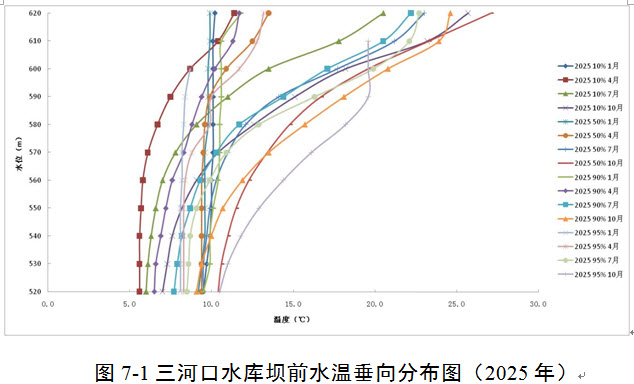 620
610
600
590
580
570
560
550
540
530
520
水位（m）
0.0 5.0 10.0 15.0 20.0 25.0 30.0
温度（℃）
2025 10% 1月
2025 10% 4月
2025 10% 7月
2025 10% 10月
2025 50% 1月
2025 50% 4月
2025 50% 7月
2025 50% 10月
2025 90% 1月
2025 90% 4月
2025 90% 7月
2025 90% 10月
2025 95% 1月
2025 95% 4月
2025 95% 7月
2025 95% 10月
图 7-1 三河口水库坝前水温垂向分布图（2025 年）